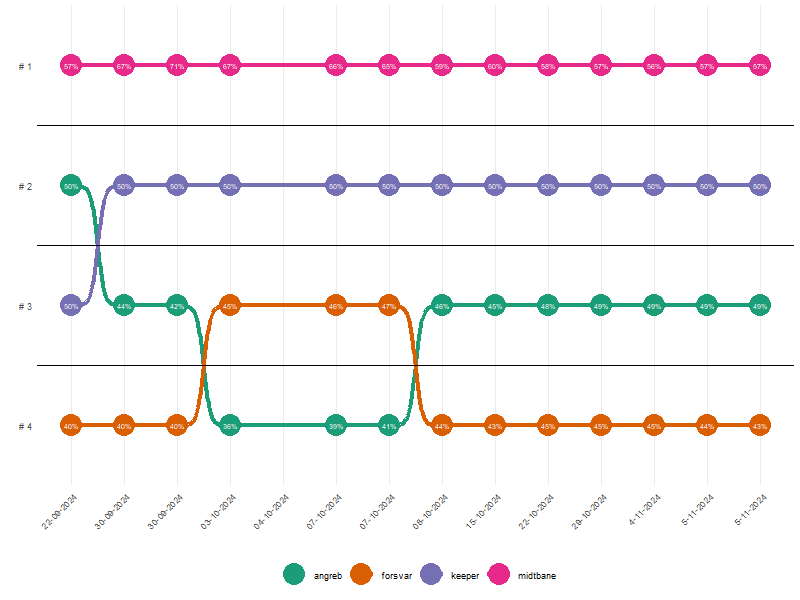 # 1 57% 67% 71% 67% 66% 65% 59% 60% 58% 57% 56% 57% 57%
# 2 50% 50% 50% 50% 50% 50% 50% 50% 50% 50% 50% 50% 50%
# 3 50% 44% 42% 45% 46% 47% 46% 45% 48% 49% 49% 49% 49%
# 4 40% 40% 40% 36% 39% 41% 44% 43% 45% 45% 45% 44% 43%
22-09-2024 30-09-2024 30-09-2024 03-10-2024 04-10-2024 07-10-2024 07-10-2024 08-10-2024 15-10-2024 22-10-2024 29-10-2024 4-11-2024 5-11-2024 5-11-2024
angreb forsvar keeper midtbane